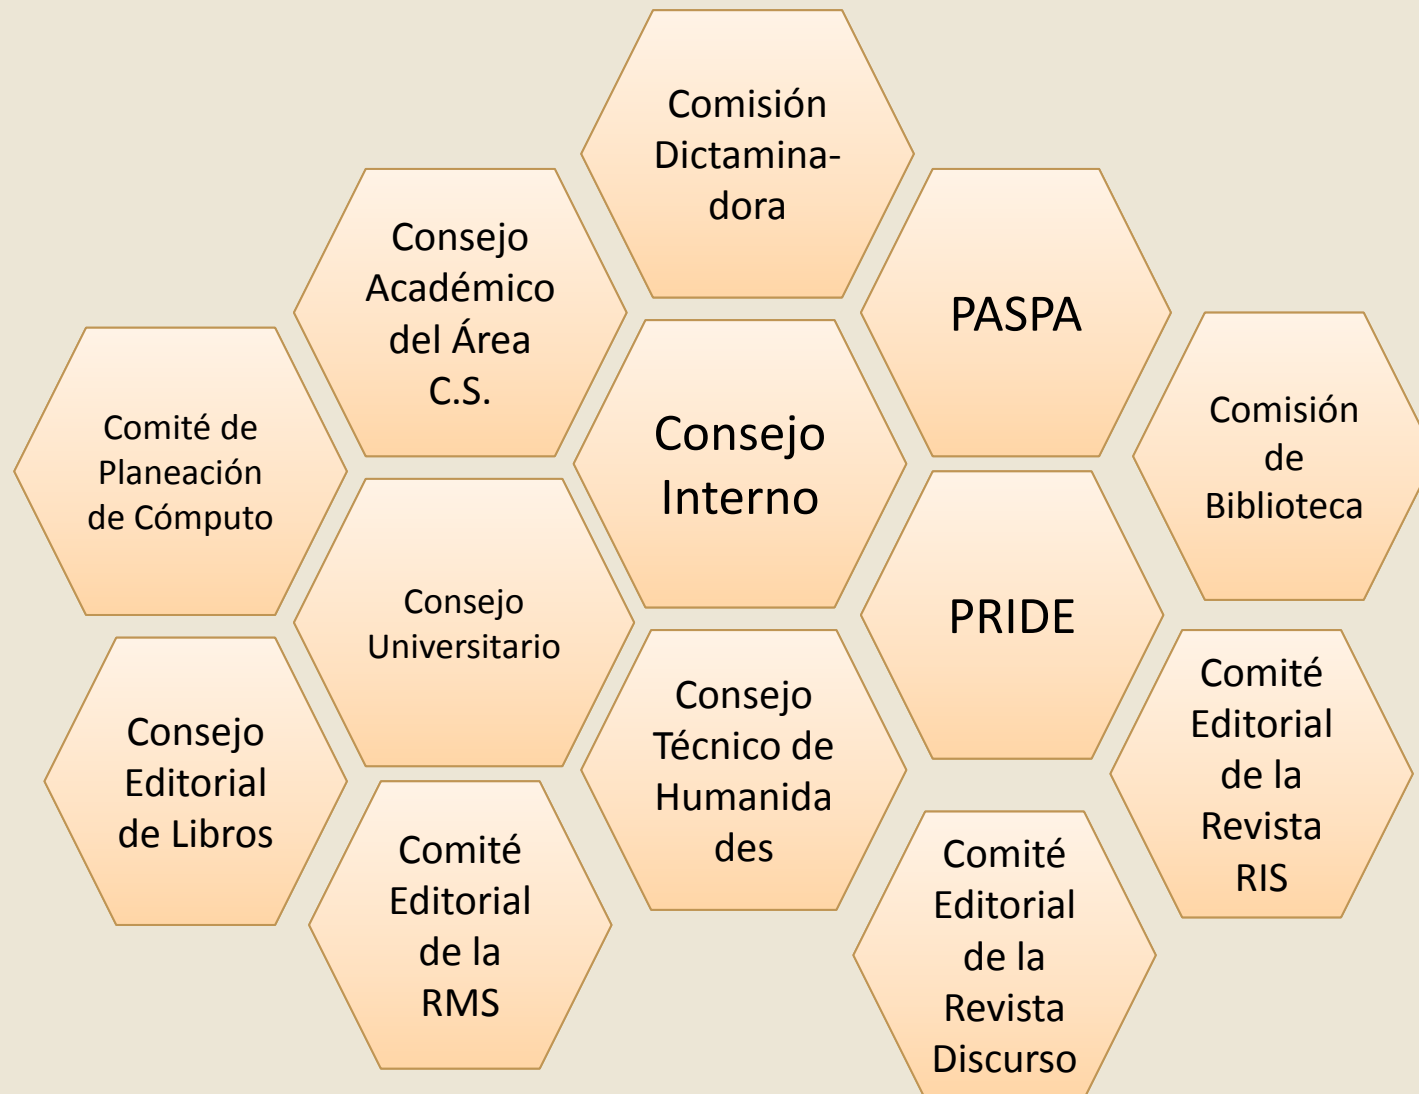 Comisión
Dictamina-
dora
Consejo
Académico
del Área
C.S.
PASPA
Comité de
Planeación
de Cómputo
Consejo
Interno
Comisión
de
Biblioteca
Consejo
Universitario
PRIDE
Consejo
Editorial
de Libros
Consejo
Técnico de
Humanida
des
Comité
Editorial
de la
Revista
RIS
Comité
Editorial
de la
RMS
Comité
Editorial
de la
Revista
Discurso